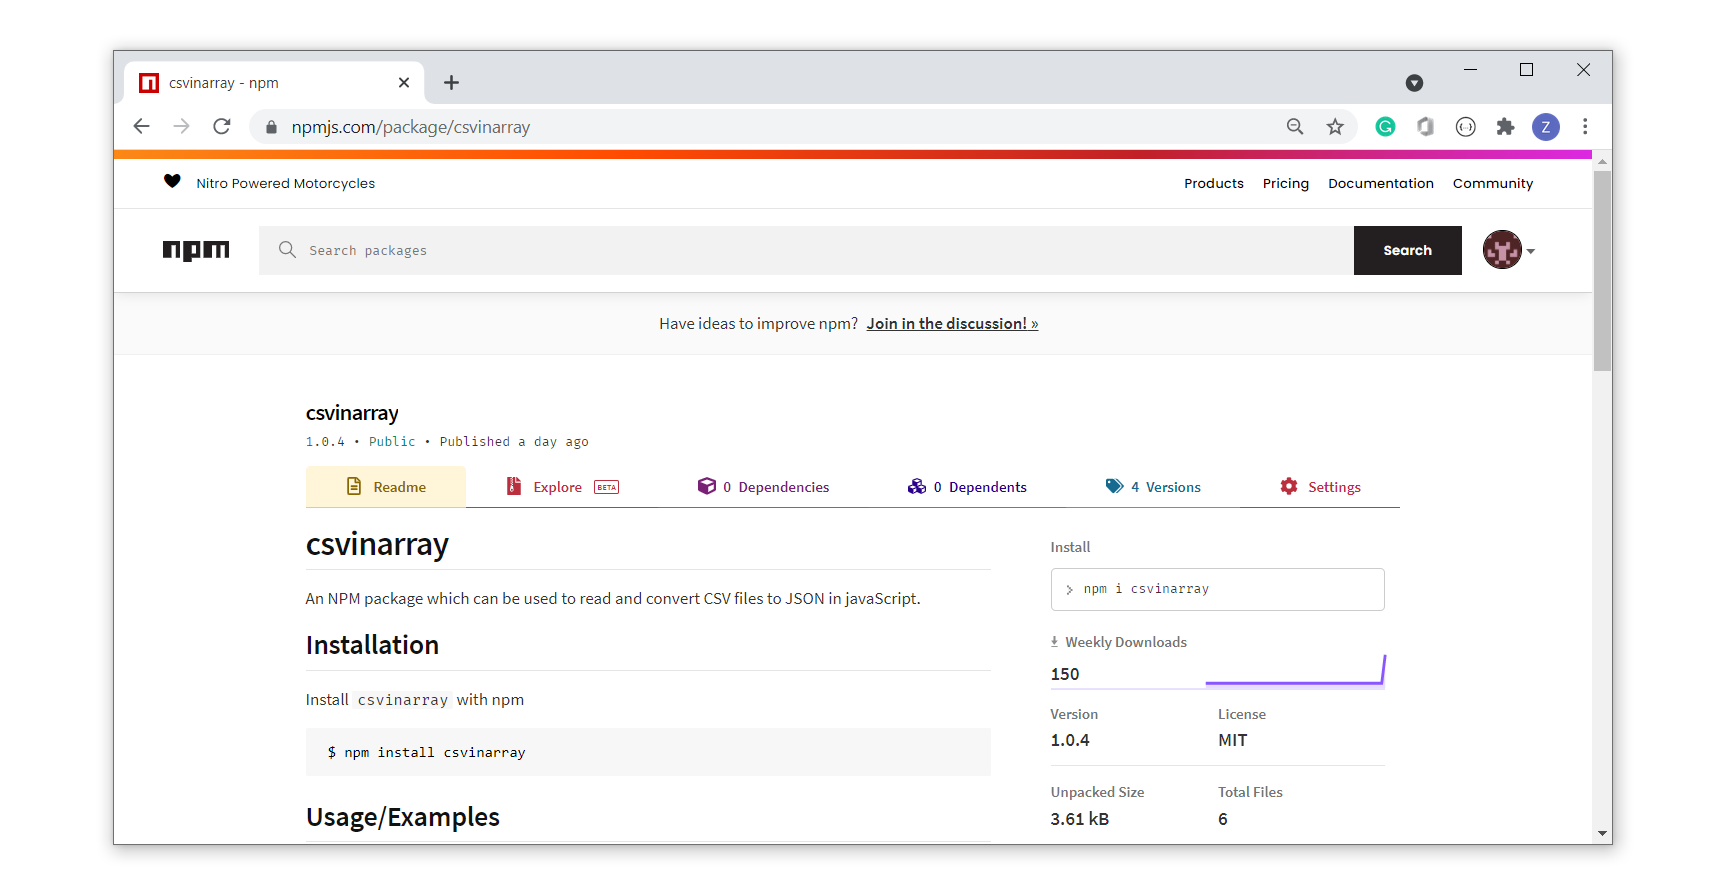 csvinarray - npm
npmjs.com/package/csvinarray
Z
Nitro Powered Motorcycles
Products Pricing Documentation Community
npm
Search packages
Search
Have ideas to improve npm? Join in the discussion! »
csvinarray
1.0.4 • Public • Published a day ago
Readme
Explore BETA
0 Dependencies
0 Dependents
4 Versions
Settings
csvinarray
An NPM package which can be used to read and convert CSV files to JSON in javaScript.
Installation
Install csvinarray with npm
$ npm install csvinarray
Usage/Examples
Install
> npm i csvinarray
Weekly Downloads
150
Version License
1.0.4 MIT
Unpacked Size Total Files
3.61 kB 6